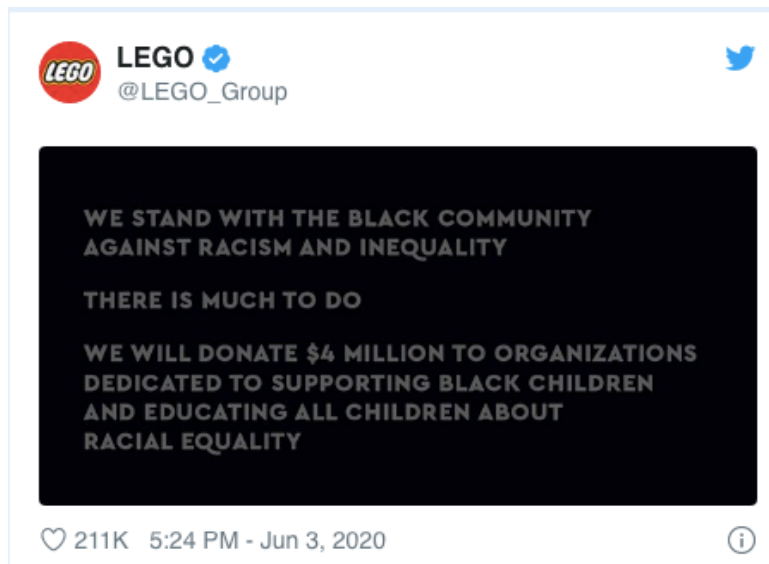 LEGO
LEGO
@LEGO_Group
WE STAND WITH THE BLACK COMMUNITY
AGAINST RACISM AND INEQUALITY
THERE IS MUCH TO DO
WE WILL DONATE $4 MILLION TO ORGANIZATIONS
DEDICATED TO SUPPORTING BLACK CHILDREN
AND EDUCATING ALL CHILDREN ABOUT
RACIAL EQUALITY
211K 5:24 PM - Jun 3, 2020